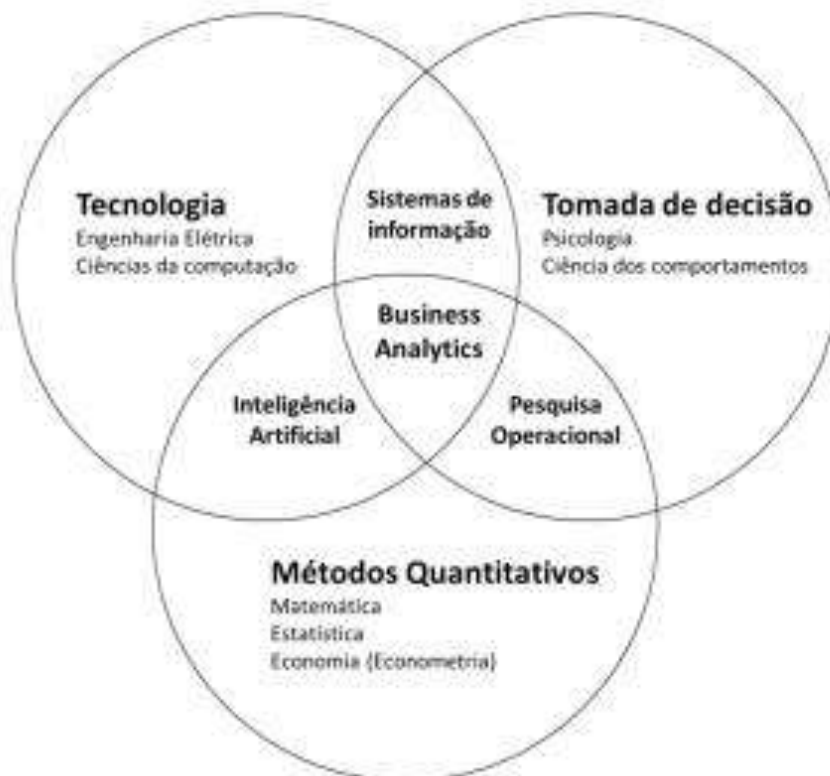 Tecnologia
Engenharia Elétrica
Ciências da computação
Sistemas de
informação
Tomada de decisão
Psicologia
Ciência dos comportamentos
Business
Analytics
Inteligência
Artificial
Pesquisa
Operacional
Métodos Quantitativos
Matemática
Estatística
Economia (Econometria)